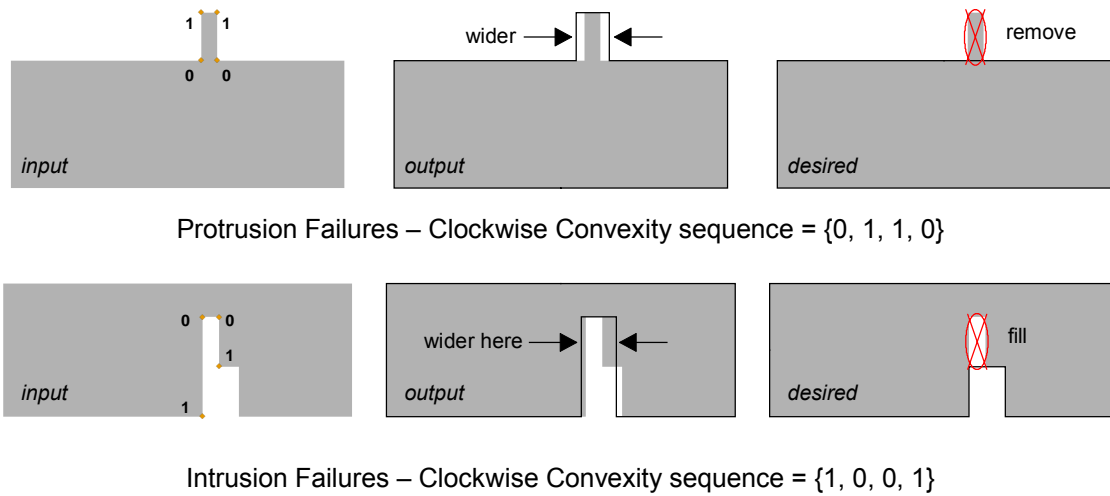 1 1
wider
remove
0 0
input
output
desired
Protrusion Failures – Clockwise Convexity sequence = {0, 1, 1, 0}
0 0
wider here
fill
1
input
output
desired
1
Intrusion Failures – Clockwise Convexity sequence = {1, 0, 0, 1}